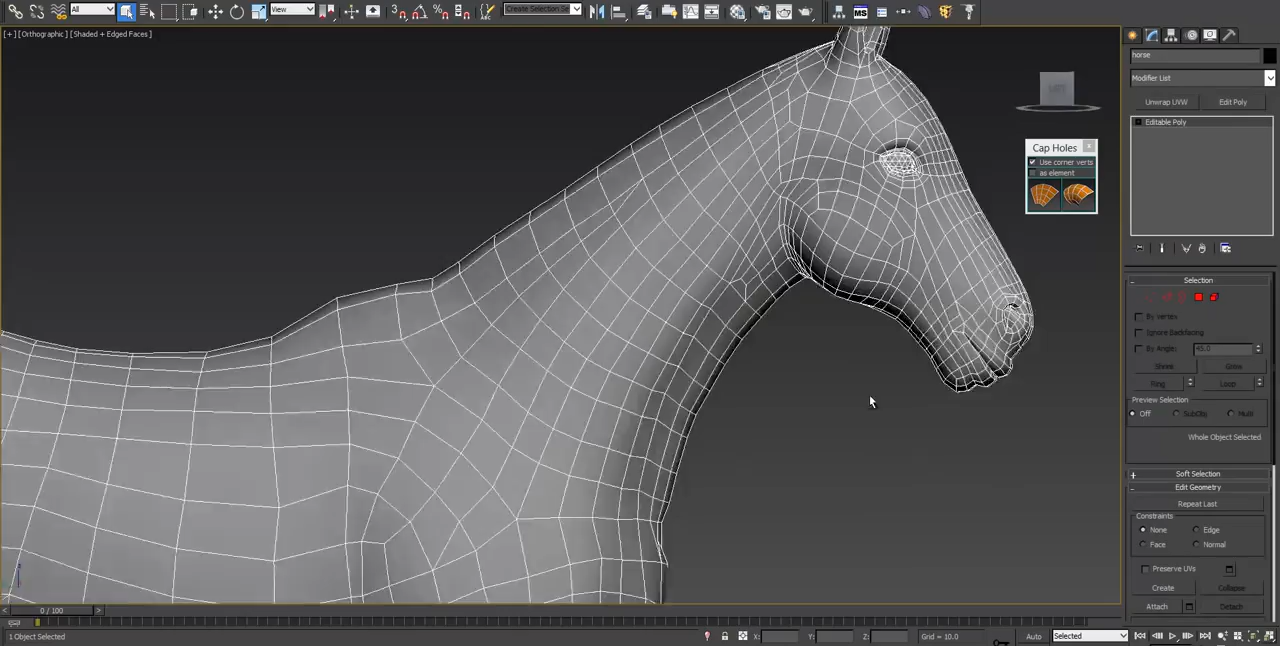 All
View
Create Selection Se
MS
[+] [Orthographic] [Shaded + Edged Faces]
LEFT
Cap Holes
x
Use corner verts
as element
horse
Modifier List
Unwrap UVW
Edit Poly
Editable Poly
- Selection
By Vertex
Ignore Backfacing
By Angle: 45.0
Shrink
Grow
Ring
Loop
Preview Selection
Off
SubObj
Multi
Whole Object Selected
+ Soft Selection
- Edit Geometry
Repeat Last
Constraints
None
Edge
Face
Normal
Preserve UVs
Create
Collapse
Attach
Detach
< 0 / 100 >
1 Object Selected
X:
Y:
Z:
Grid = 10.0
Auto
Selected